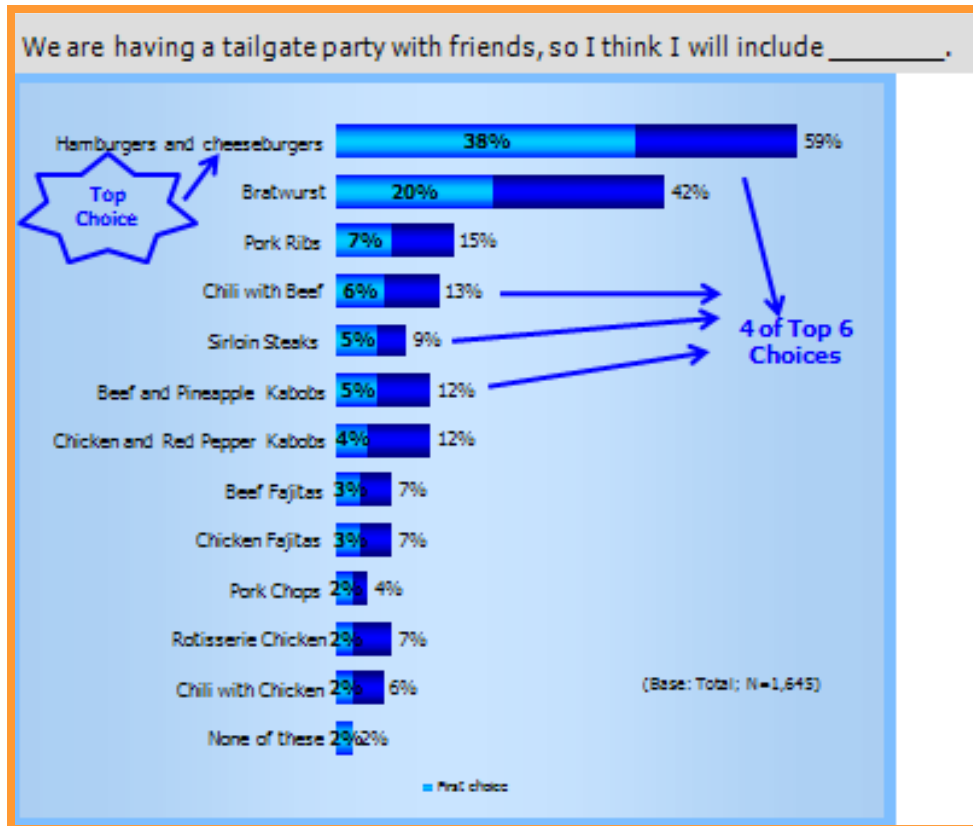 We are having a tailgate party with friends, so I think I will include ________.
Hamburgers and cheeseburgers 38% 59%
Top
Choice
Bratwurst 20% 42%
Pork Ribs 7% 15%
Chili with Beef 6% 13%
Sirloin Steaks 5% 9%
4 of Top 6
Choices
Beef and Pineapple Kabobs 5% 12%
Chicken and Red Pepper Kabobs 4% 12%
Beef Fajitas 3% 7%
Chicken Fajitas 3% 7%
Pork Chops 2% 4%
Rotisserie Chicken 2% 7%
Chili with Chicken 2% 6%
(Base: Total; N=1,645)
None of these 2% 2%
First choice